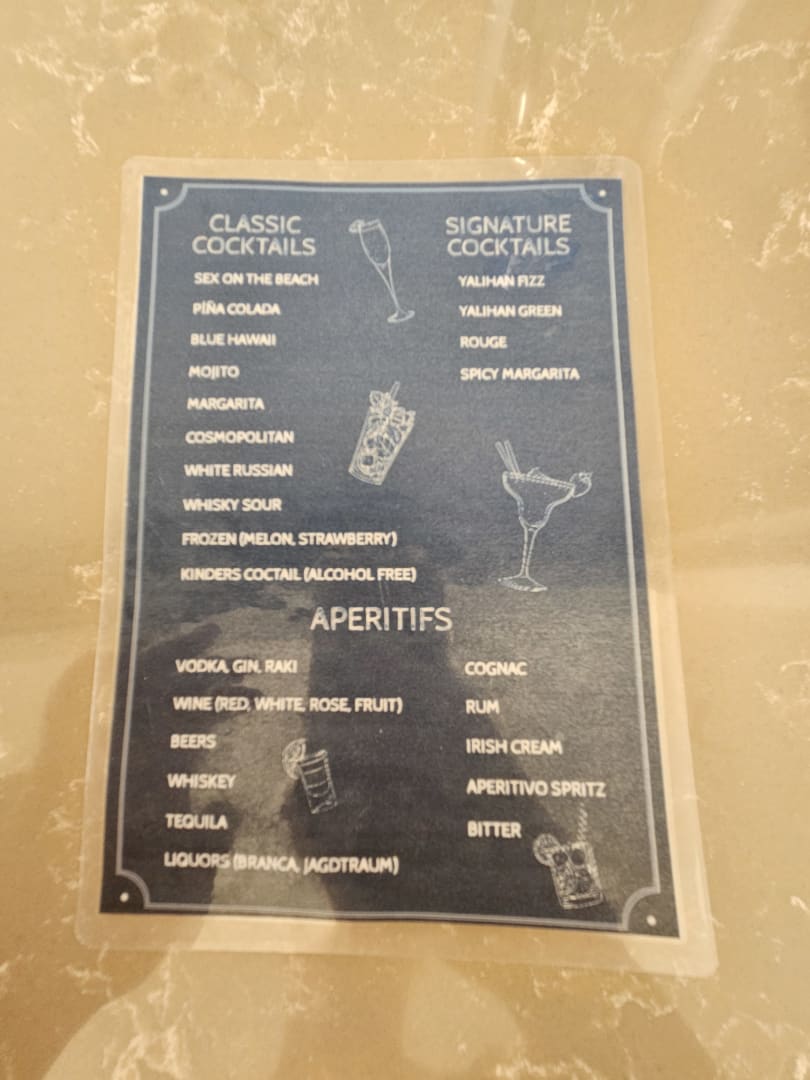 CLASSIC
COCKTAILS
SEX ON THE BEACH
PİÑA COLADA
BLUE HAWAII
MOJITO
MARGARITA
COSMOPOLITAN
WHITE RUSSIAN
WHISKY SOUR
FROZEN (MELON, STRAWBERRY)
KINDERS COCTAIL (ALCOHOL FREE)
SIGNATURE
COCKTAILS
YALIHAN FIZZ
YALIHAN GREEN
ROUGE
SPICY MARGARITA
APERITIFS
VODKA, GIN, RAKI
WINE (RED, WHITE, ROSE, FRUIT)
BEERS
WHISKEY
TEQUILA
LIQUORS (BRANCA, JAGDTRAUM)
COGNAC
RUM
IRISH CREAM
APERITIVO SPRITZ
BITTER